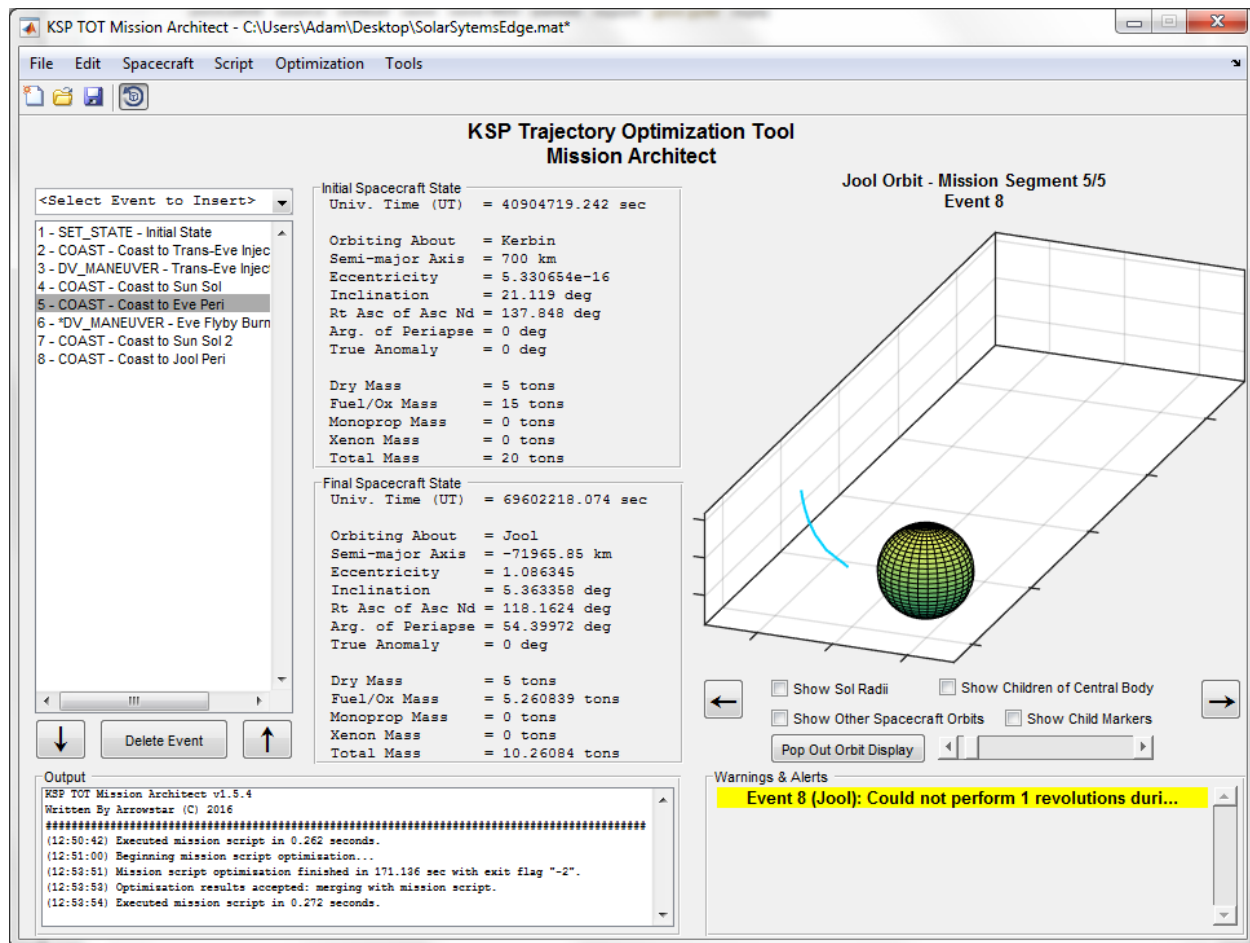 KSP TOT Mission Architect - C:\Users\Adam\Desktop\SolarSytemsEdge.mat*
File Edit Spacecraft Script Optimization Tools
KSP Trajectory Optimization Tool
Mission Architect
<Select Event to Insert>
1 - SET_STATE - Initial State
2 - COAST - Coast to Trans-Eve Injec
3 - DV_MANEUVER - Trans-Eve Injec
4 - COAST - Coast to Sun SoI
5 - COAST - Coast to Eve Peri
6 - *DV_MANEUVER - Eve Flyby Burn
7 - COAST - Coast to Sun SoI 2
8 - COAST - Coast to Jool Peri
Delete Event
Initial Spacecraft State
Univ. Time (UT) = 40904719.242 sec
Orbiting About = Kerbin
Semi-major Axis = 700 km
Eccentricity = 5.330654e-16
Inclination = 21.119 deg
Rt Asc of Asc Nd = 137.848 deg
Arg. of Periapse = 0 deg
True Anomaly = 0 deg
Dry Mass = 5 tons
Fuel/Ox Mass = 15 tons
Monoprop Mass = 0 tons
Xenon Mass = 0 tons
Total Mass = 20 tons
Final Spacecraft State
Univ. Time (UT) = 69602218.074 sec
Orbiting About = Jool
Semi-major Axis = -71965.85 km
Eccentricity = 1.086345
Inclination = 5.363358 deg
Rt Asc of Asc Nd = 118.1624 deg
Arg. of Periapse = 54.39972 deg
True Anomaly = 0 deg
Dry Mass = 5 tons
Fuel/Ox Mass = 5.260839 tons
Monoprop Mass = 0 tons
Xenon Mass = 0 tons
Total Mass = 10.26084 tons
Jool Orbit - Mission Segment 5/5
Event 8
Show SoI Radii
Show Children of Central Body
Show Other Spacecraft Orbits
Show Child Markers
Pop Out Orbit Display
Output
KSP TOT Mission Architect v1.5.4
Written By Arrowstar (C) 2016
####################################################################################################
(12:50:42) Executed mission script in 0.262 seconds.
(12:51:00) Beginning mission script optimization...
(12:53:51) Mission script optimization finished in 171.136 sec with exit flag "-2".
(12:53:53) Optimization results accepted: merging with mission script.
(12:53:54) Executed mission script in 0.272 seconds.
Warnings & Alerts
Event 8 (Jool): Could not perform 1 revolutions duri...